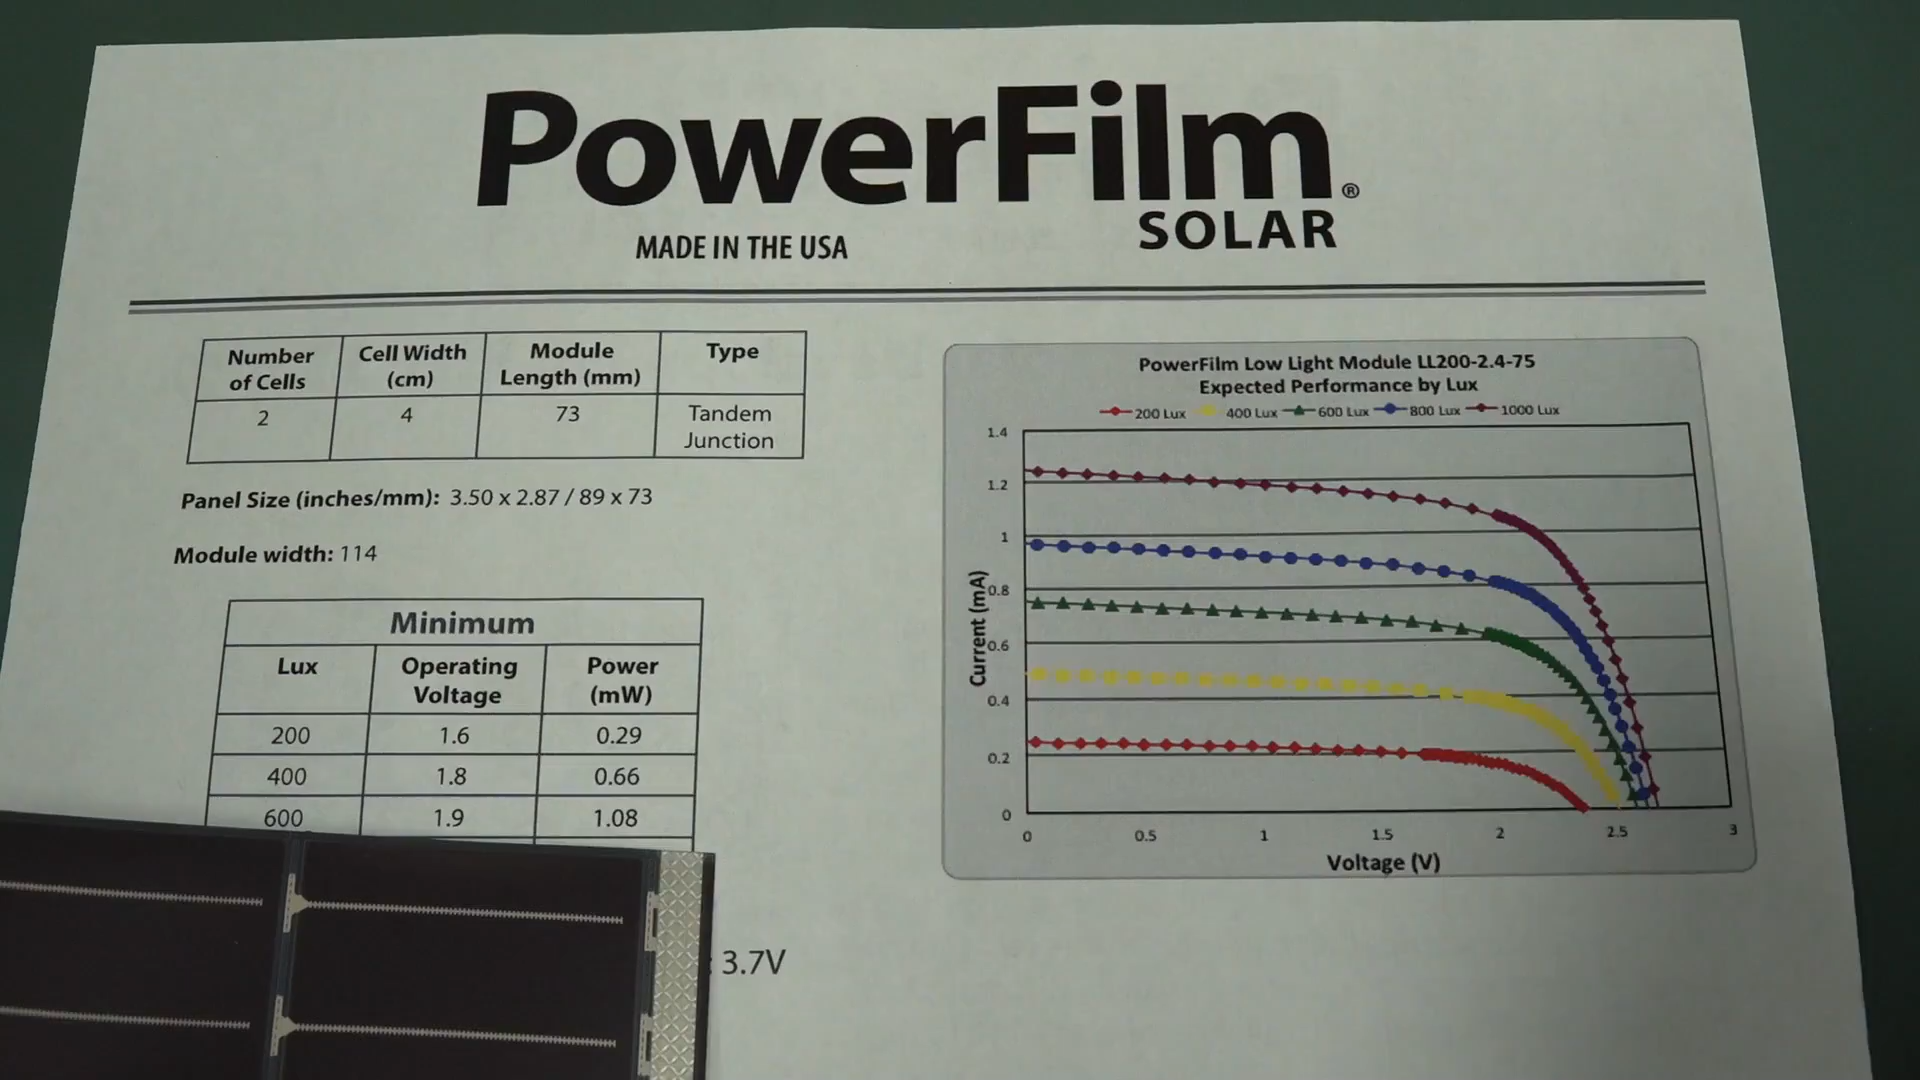 PowerFilm®
SOLAR
MADE IN THE USA
Number of Cells Cell Width (cm) Module Length (mm) Type
2 4 73 Tandem Junction
Panel Size (inches/mm): 3.50 x 2.87 / 89 x 73
Module width: 114
Minimum
Lux Operating Voltage Power (mW)
200 1.6 0.29
400 1.8 0.66
600 1.9 1.08
: 3.7V
PowerFilm Low Light Module LL200-2.4-75
Expected Performance by Lux
200 Lux 400 Lux 600 Lux 800 Lux 1000 Lux
1.4
1.2
1
0.8
0.6
0.4
0.2
0
Current (mA)
0 0.5 1 1.5 2 2.5 3
Voltage (V)